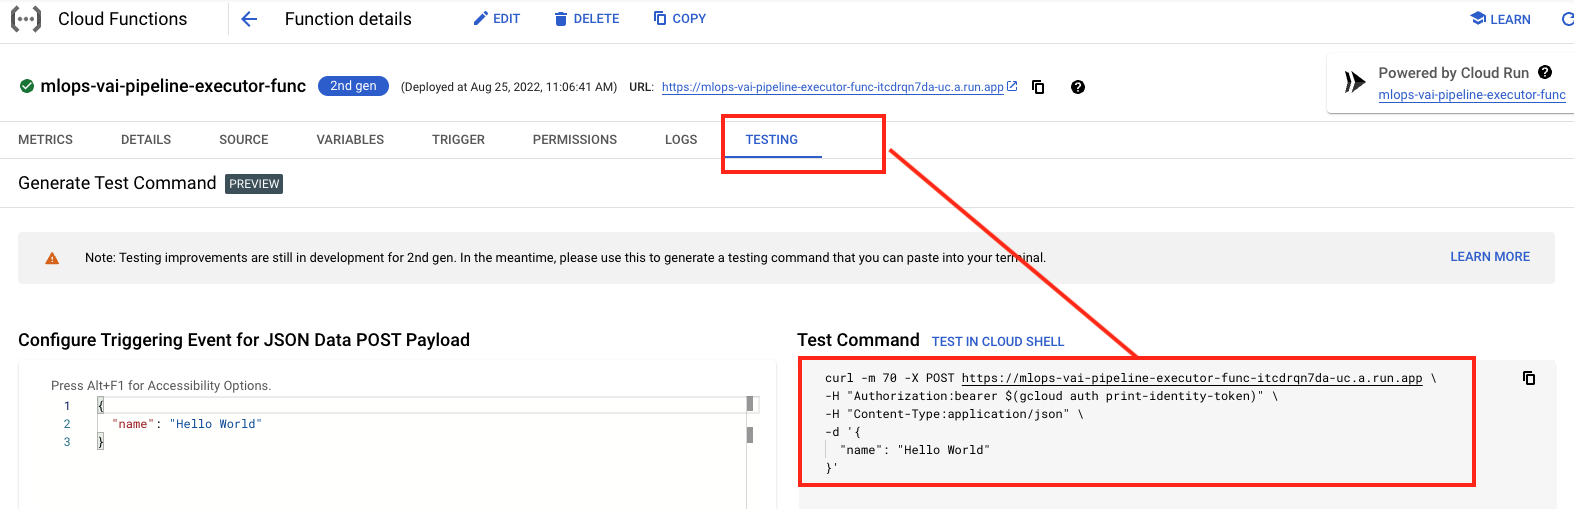 Cloud Functions
Function details
EDIT
DELETE
COPY
LEARN
mlops-vai-pipeline-executor-func
2nd gen
(Deployed at Aug 25, 2022, 11:06:41 AM)
URL:
https://mlops-vai-pipeline-executor-func-itcdrqn7da-uc.a.run.app
Powered by Cloud Run
mlops-vai-pipeline-executor-func
METRICS
DETAILS
SOURCE
VARIABLES
TRIGGER
PERMISSIONS
LOGS
TESTING
Generate Test Command
PREVIEW
Note: Testing improvements are still in development for 2nd gen. In the meantime, please use this to generate a testing command that you can paste into your terminal.
LEARN MORE
Configure Triggering Event for JSON Data POST Payload
Press Alt+F1 for Accessibility Options.
1 {
2 "name": "Hello World"
3 }
Test Command
TEST IN CLOUD SHELL
curl -m 70 -X POST https://mlops-vai-pipeline-executor-func-itcdrqn7da-uc.a.run.app \
-H "Authorization:bearer $(gcloud auth print-identity-token)" \
-H "Content-Type:application/json" \
-d '{
"name": "Hello World"
}'